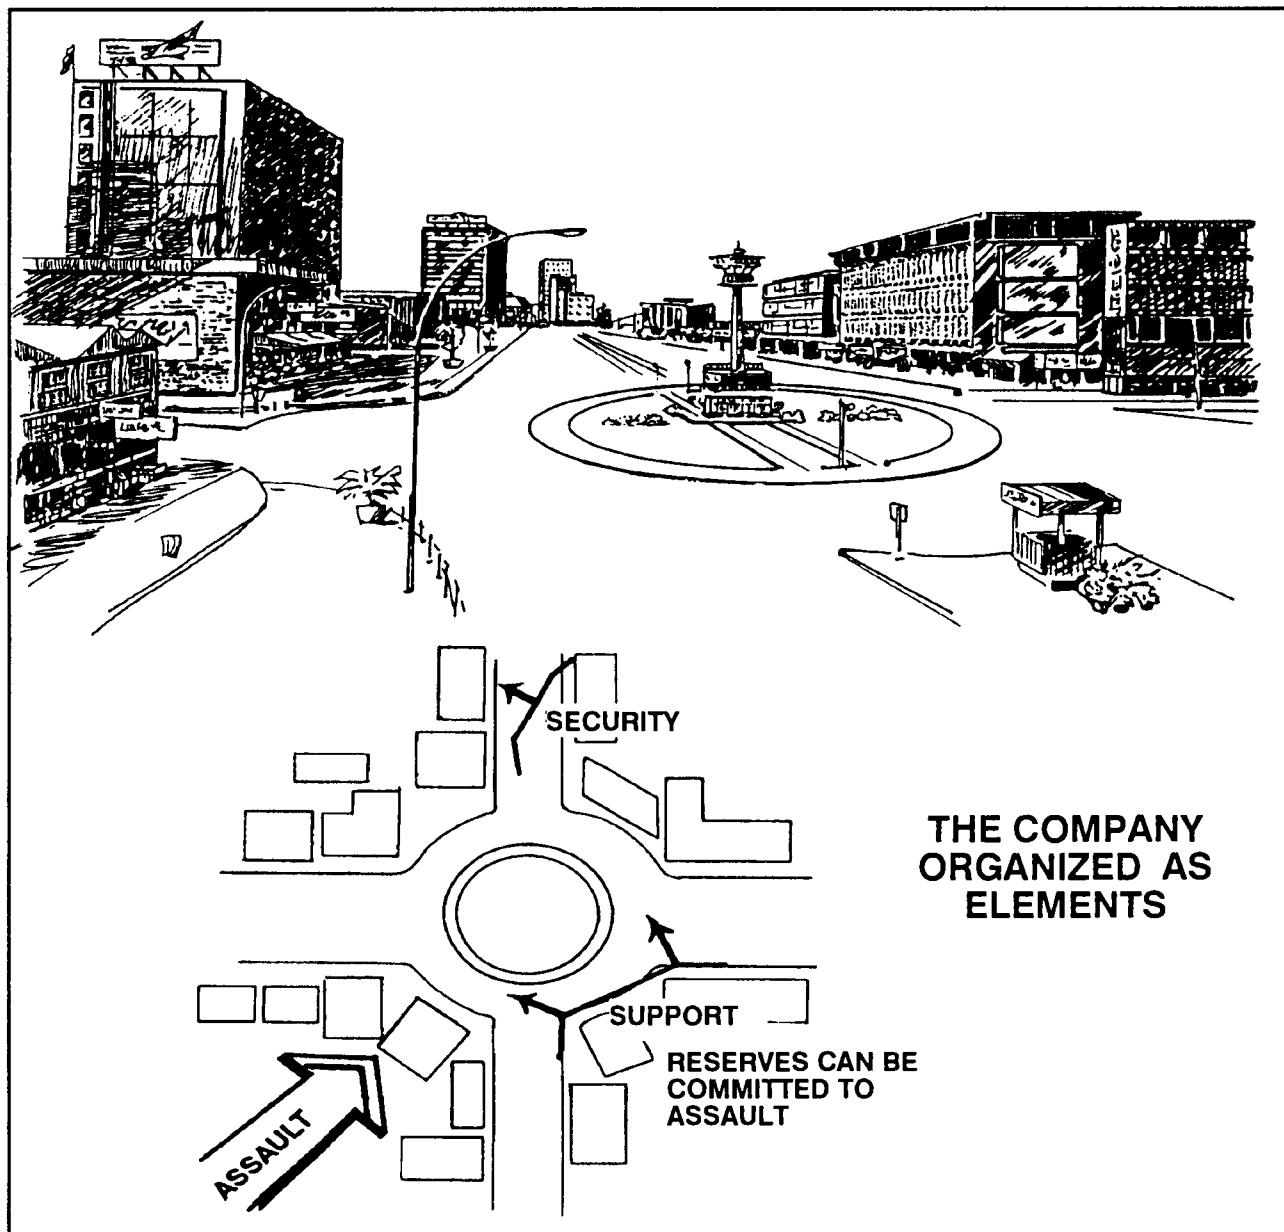 SECURITY
THE COMPANY
ORGANIZED AS
ELEMENTS
SUPPORT
RESERVES CAN BE
COMMITTED TO
ASSAULT
ASSAULT